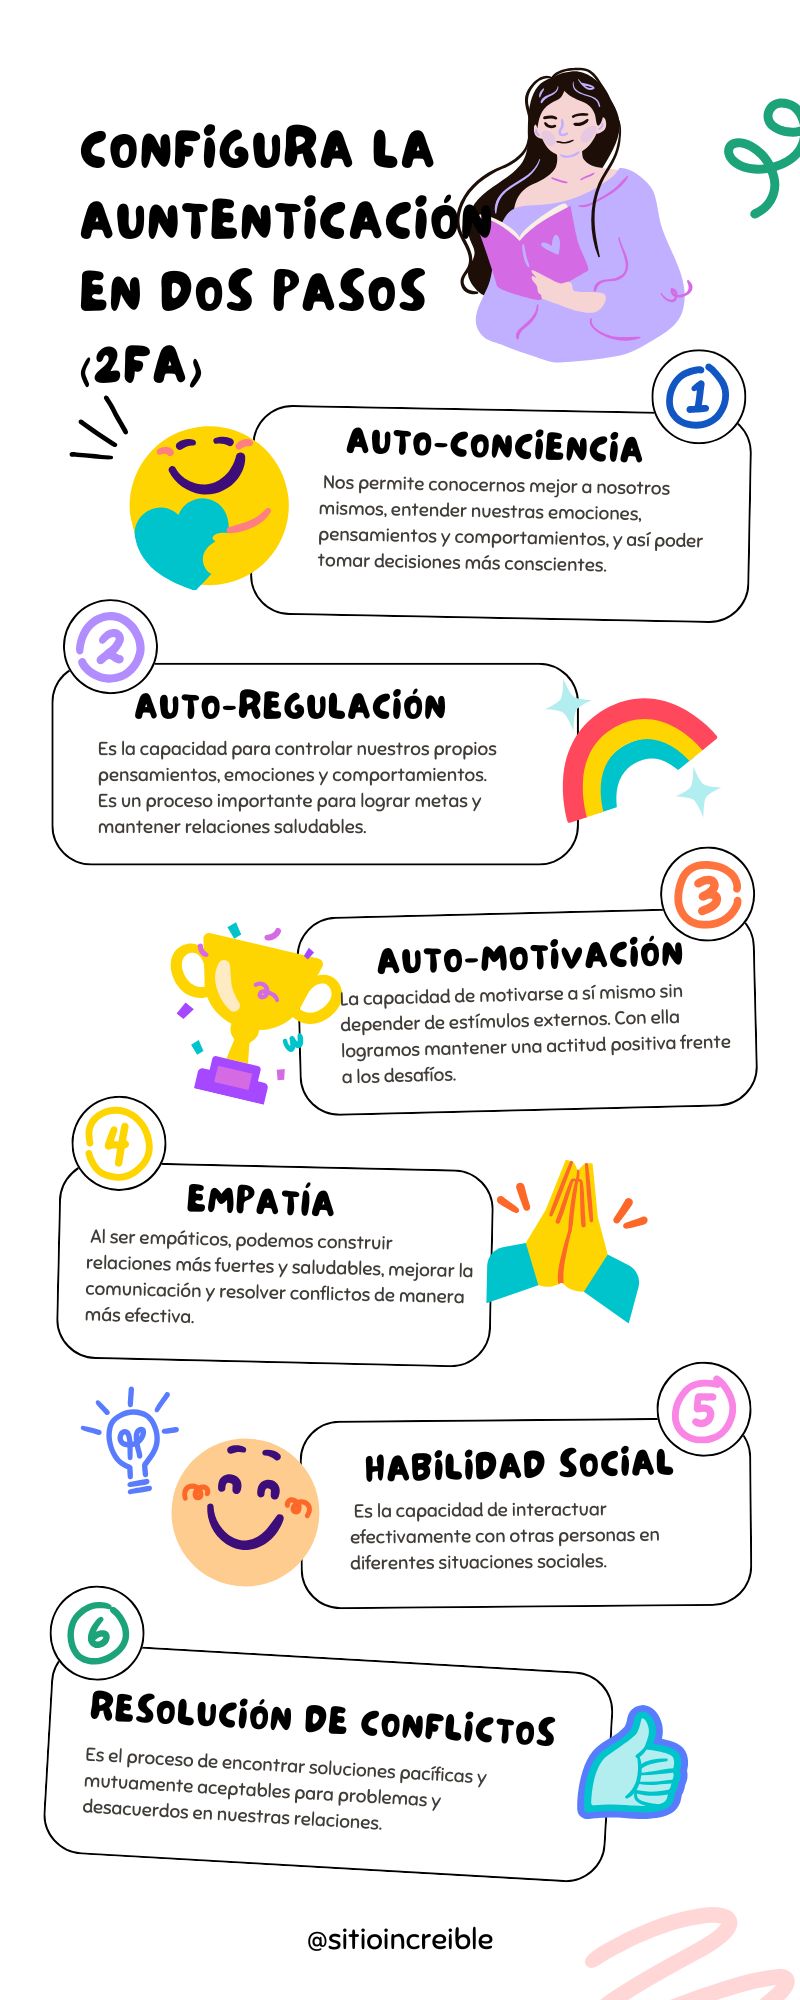 CONFIGURA LA
AUNTENTICACIÓN
EN DOS PASOS
(2FA)
1
AUTO-CONCIENCIA
Nos permite conocernos mejor a nosotros
mismos, entender nuestras emociones,
pensamientos y comportamientos, y así poder
tomar decisiones más conscientes.
2
AUTO-REGULACIÓN
Es la capacidad para controlar nuestros propios
pensamientos, emociones y comportamientos.
Es un proceso importante para lograr metas y
mantener relaciones saludables.
3
AUTO-MOTIVACIÓN
La capacidad de motivarse a sí mismo sin
depender de estímulos externos. Con ella
logramos mantener una actitud positiva frente
a los desafíos.
4
EMPATÍA
Al ser empáticos, podemos construir
relaciones más fuertes y saludables, mejorar la
comunicación y resolver conflictos de manera
más efectiva.
5
HABILIDAD SOCIAL
Es la capacidad de interactuar
efectivamente con otras personas en
diferentes situaciones sociales.
6
RESOLUCIÓN DE CONFLICTOS
Es el proceso de encontrar soluciones pacíficas y
mutuamente aceptables para problemas y
desacuerdos en nuestras relaciones.
@sitioincreible